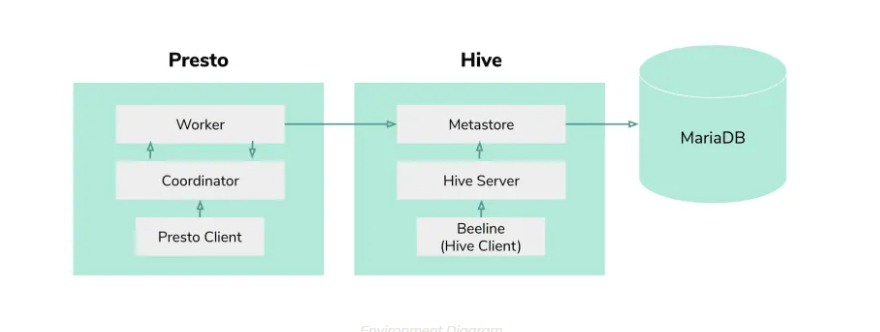 Presto
Worker
Coordinator
Presto Client
Hive
Metastore
Hive Server
Beeline
(Hive Client)
MariaDB
Environment Diagram